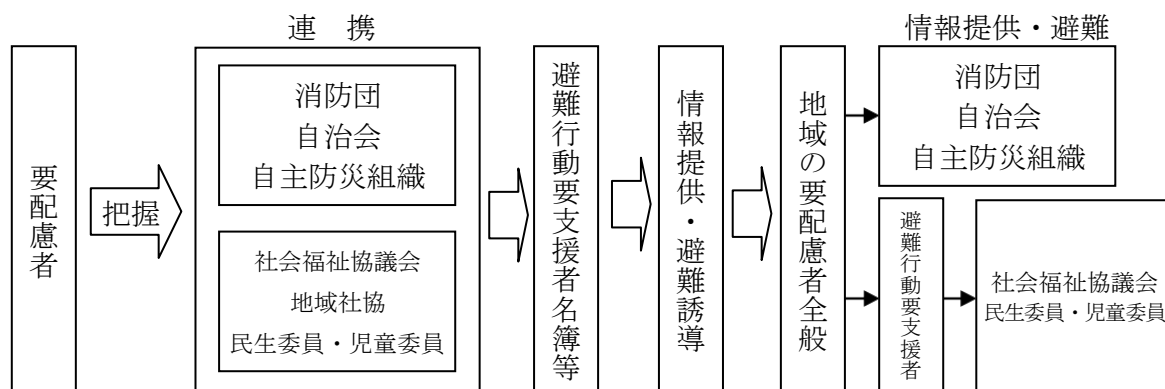 要配慮者
把握
連　携
消防団
自治会
自主防災組織
社会福祉協議会
地域社協
民生委員・児童委員
避難行動要支援者名簿等
情報提供・避難誘導
地域の要配慮者全般
情報提供・避難
消防団
自治会
自主防災組織
避難行動要支援者
社会福祉協議会
民生委員・児童委員